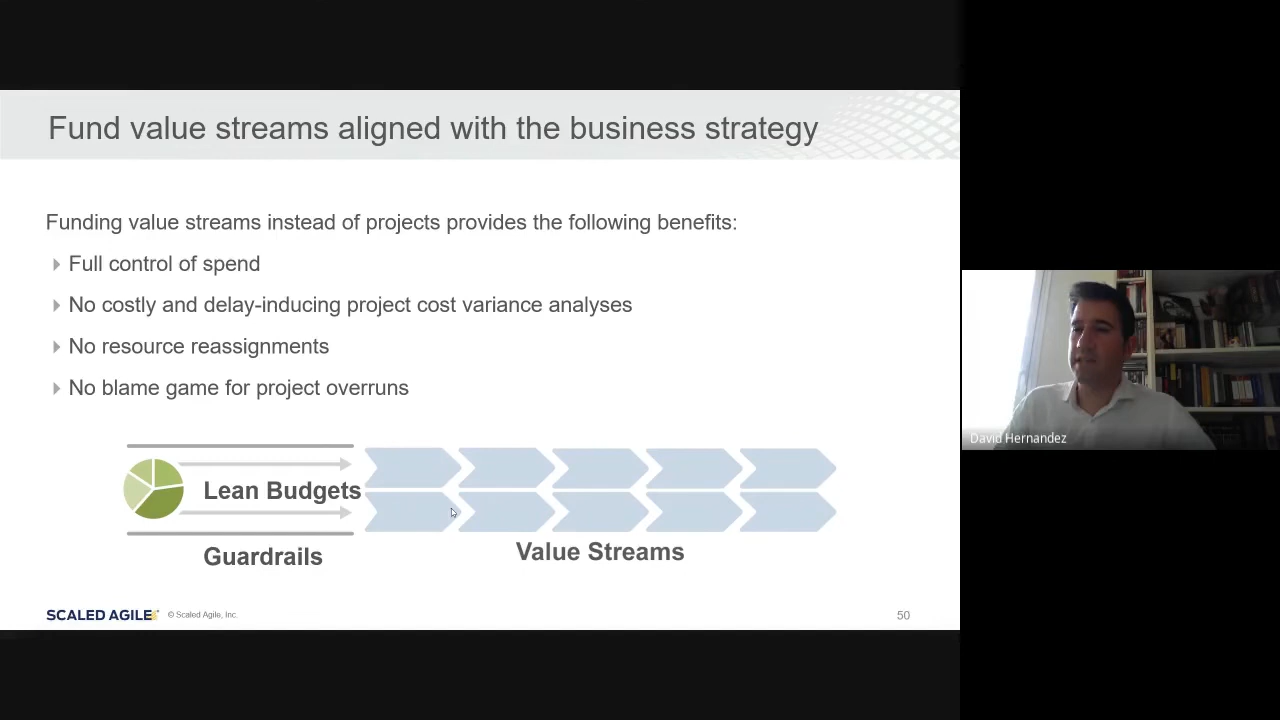 Fund value streams aligned with the business strategy
Funding value streams instead of projects provides the following benefits:
Full control of spend
No costly and delay-inducing project cost variance analyses
No resource reassignments
No blame game for project overruns
Lean Budgets
Guardrails
Value Streams
SCALED AGILE
© Scaled Agile, Inc.
50
David Hernandez